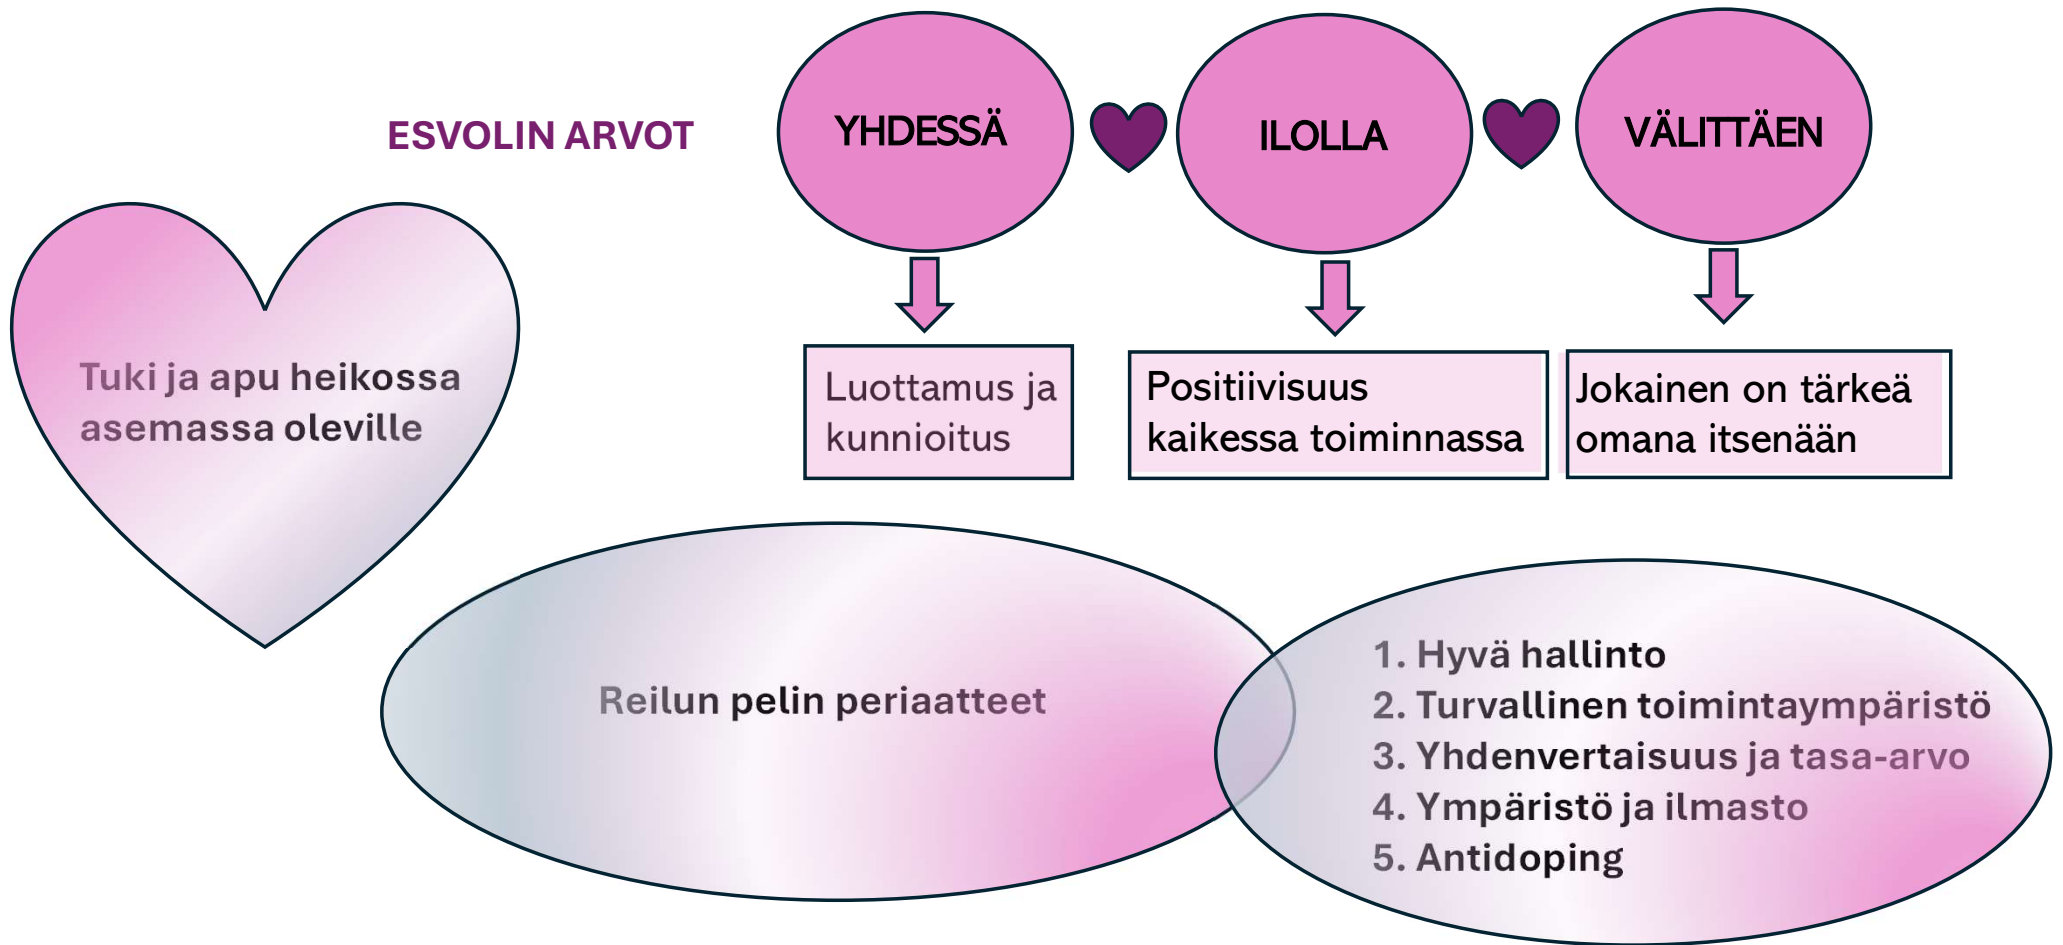 ESVOLIN ARVOT
YHDESSÄ
ILOLLA
VÄLITTÄEN
Luottamus ja
kunnioitus
Positiivisuus
kaikessa toiminnassa
Jokainen on tärkeä
omana itsenään
Tuki ja apu heikossa
asemassa oleville
Reilun pelin periaatteet
1. Hyvä hallinto
2. Turvallinen toimintaympäristö
3. Yhdenvertaisuus ja tasa-arvo
4. Ympäristö ja ilmasto
5. Antidoping